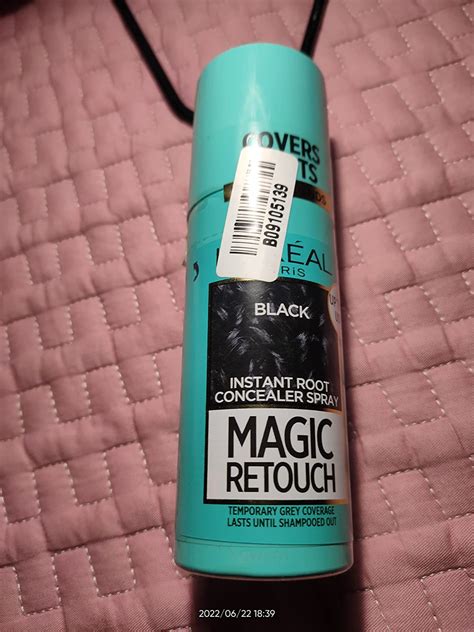 COVERS
B09105139
PARIS
BLACK
INSTANT ROOT
CONCEALER SPRAY
MAGIC
RETOUCH
TEMPORARY GREY COVERAGE
LASTS UNTIL SHAMPOOED OUT
2022/06/22 18:39